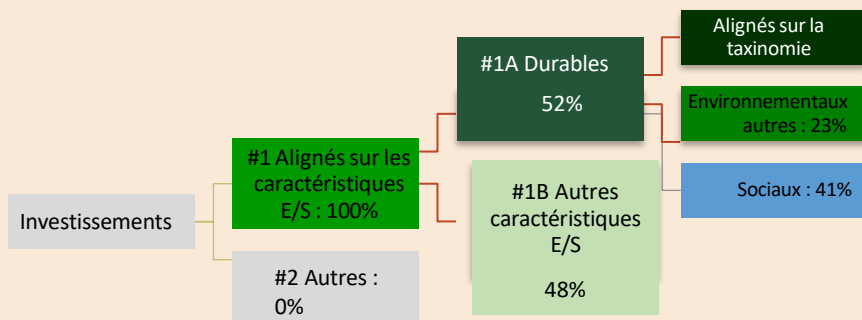 Investissements
#1 Alignés sur les
caractéristiques
E/S : 100%
#2 Autres :
0%
#1A Durables
52%
#1B Autres
caractéristiques
E/S
48%
Alignés sur la
taxinomie
Environnementaux
autres : 23%
Sociaux : 41%